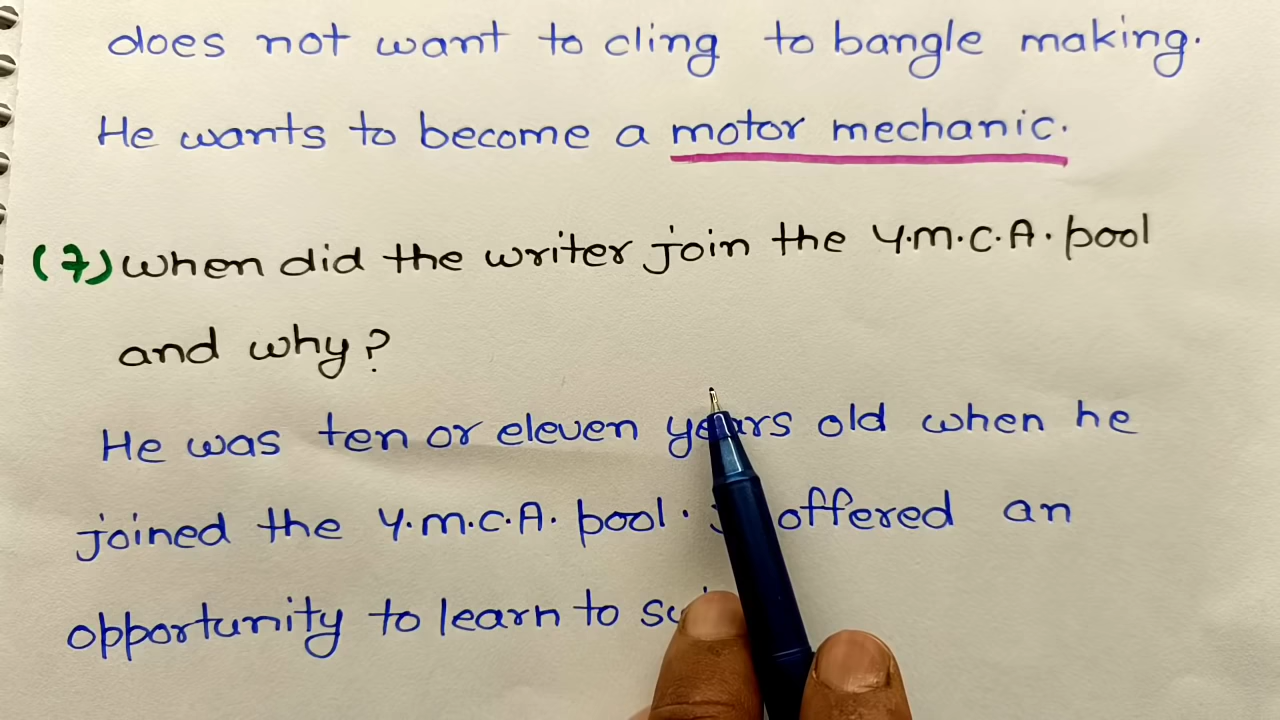 does not want to cling to bangle making.
He wants to become a motor mechanic.
(7) When did the writer join the Y.M.C.A. pool
and why?
He was ten or eleven years old when he
joined the Y.M.C.A. pool. offered an
opportunity to learn to